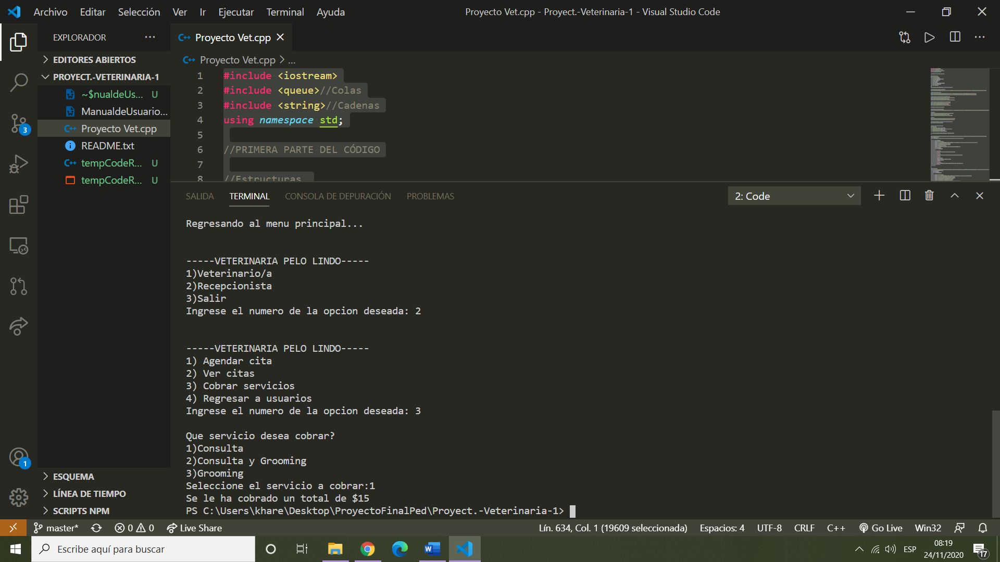 Archivo Editar Selección Ver Ir Ejecutar Terminal Ayuda
Proyecto Vet.cpp - Proyect.-Veterinaria-1 - Visual Studio Code
EXPLORADOR
EDITORES ABIERTOS
PROYECT.-VETERINARIA-1
~$nualdeUs... U
ManualdeUsuario...
Proyecto Vet.cpp
README.txt
tempCodeR... U
tempCodeR... U
ESQUEMA
LÍNEA DE TIEMPO
SCRIPTS NPM
3
1
Proyecto Vet.cpp
Proyecto Vet.cpp > ...
1 #include <iostream>
2 #include <queue>//Colas
3 #include <string>//Cadenas
4 using namespace std;
5
6 //PRIMERA PARTE DEL CÓDIGO
7
8 //Estructuras
SALIDA TERMINAL CONSOLA DE DEPURACIÓN PROBLEMAS
2: Code
Regresando al menu principal...
-----VETERINARIA PELO LINDO-----
1)Veterinario/a
2)Recepcionista
3)Salir
Ingrese el numero de la opcion deseada: 2
-----VETERINARIA PELO LINDO-----
1) Agendar cita
2) Ver citas
3) Cobrar servicios
4) Regresar a usuarios
Ingrese el numero de la opcion deseada: 3
Que servicio desea cobrar?
1)Consulta
2)Consulta y Grooming
3)Grooming
Seleccione el servicio a cobrar:1
Se le ha cobrado un total de $15
PS C:\Users\khare\Desktop\ProyectoFinalPed\Proyect.-Veterinaria-1>
master* 0 0 Live Share
Lín. 634, Col. 1 (19609 seleccionada) Espacios: 4 UTF-8 CRLF C++ Go Live Win32
Escribe aquí para buscar
ESP
08:19
24/11/2020
17